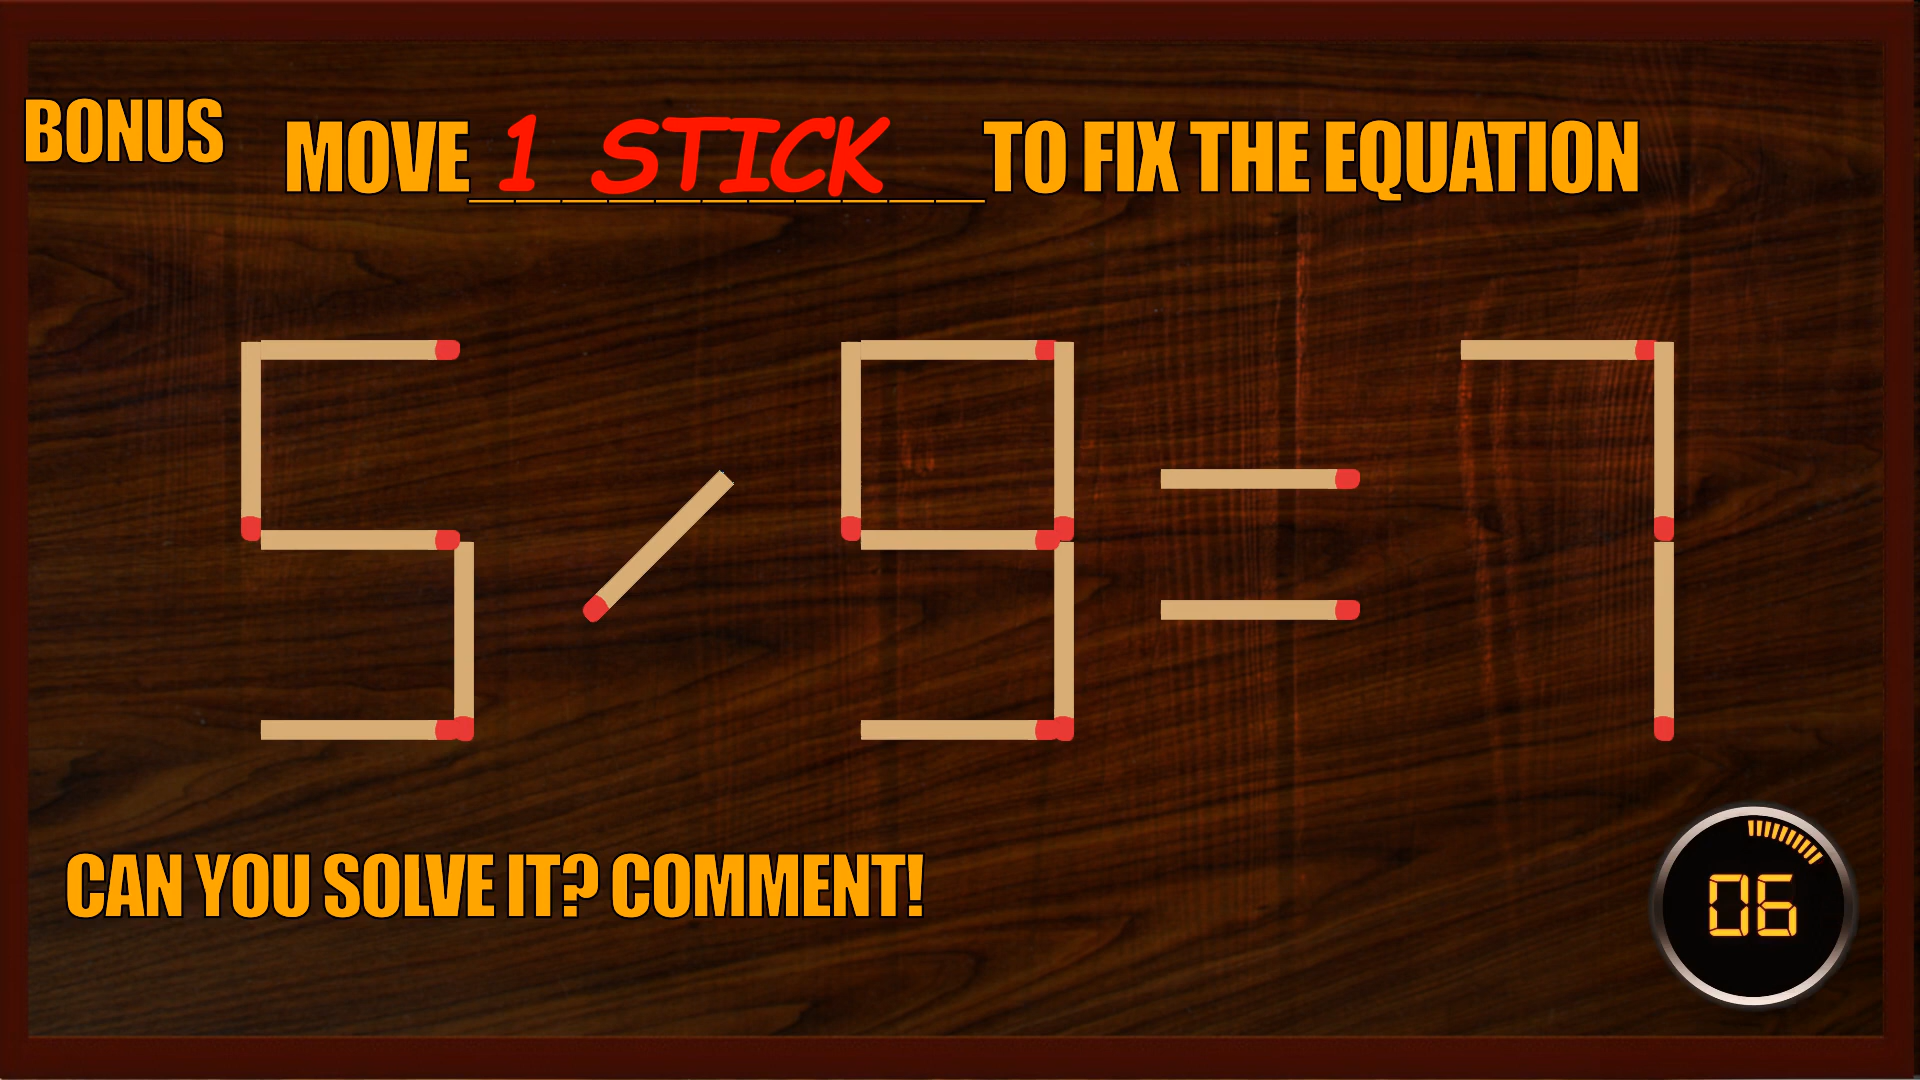 BONUS
MOVE 1 STICK TO FIX THE EQUATION
5 / 9 = 7
CAN YOU SOLVE IT? COMMENT!
06